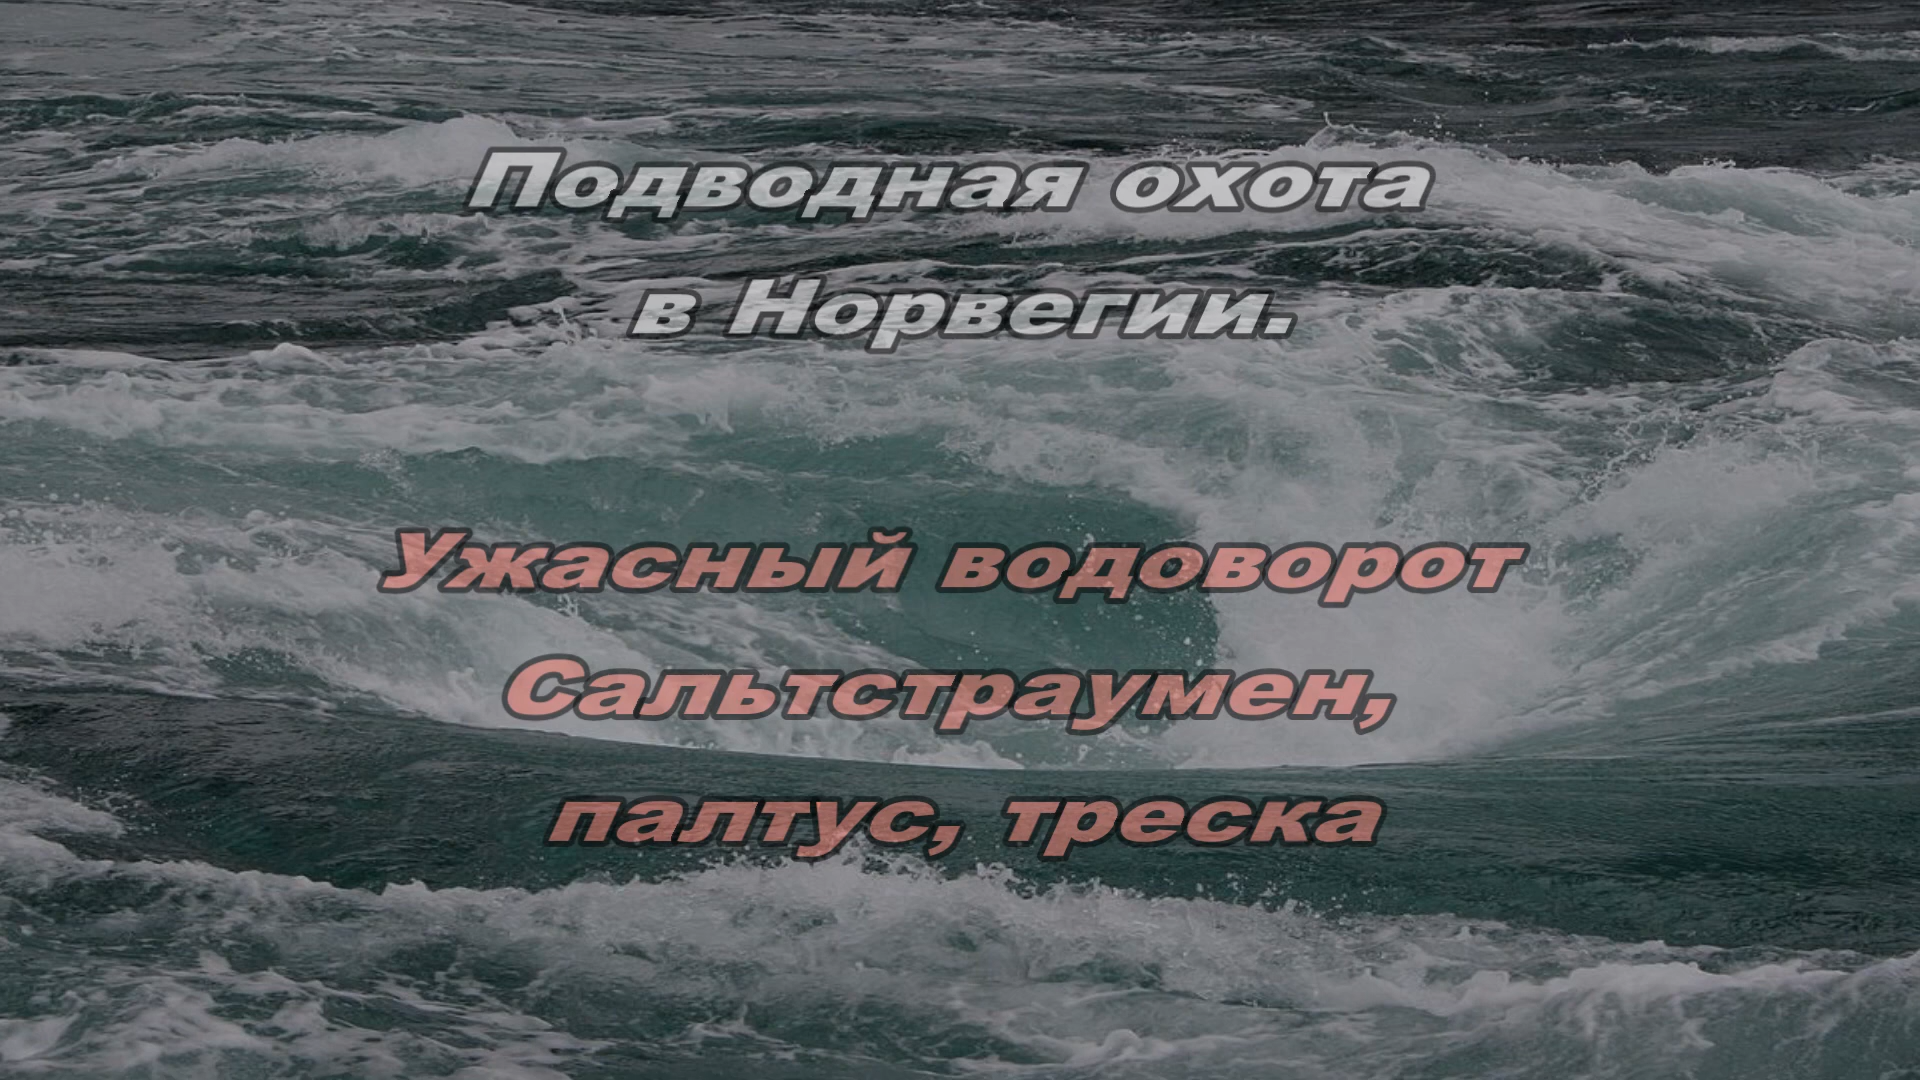 Подводная охота
в Норвегии.
Ужасный водоворот
Сальтстраумен,
палтус, треска